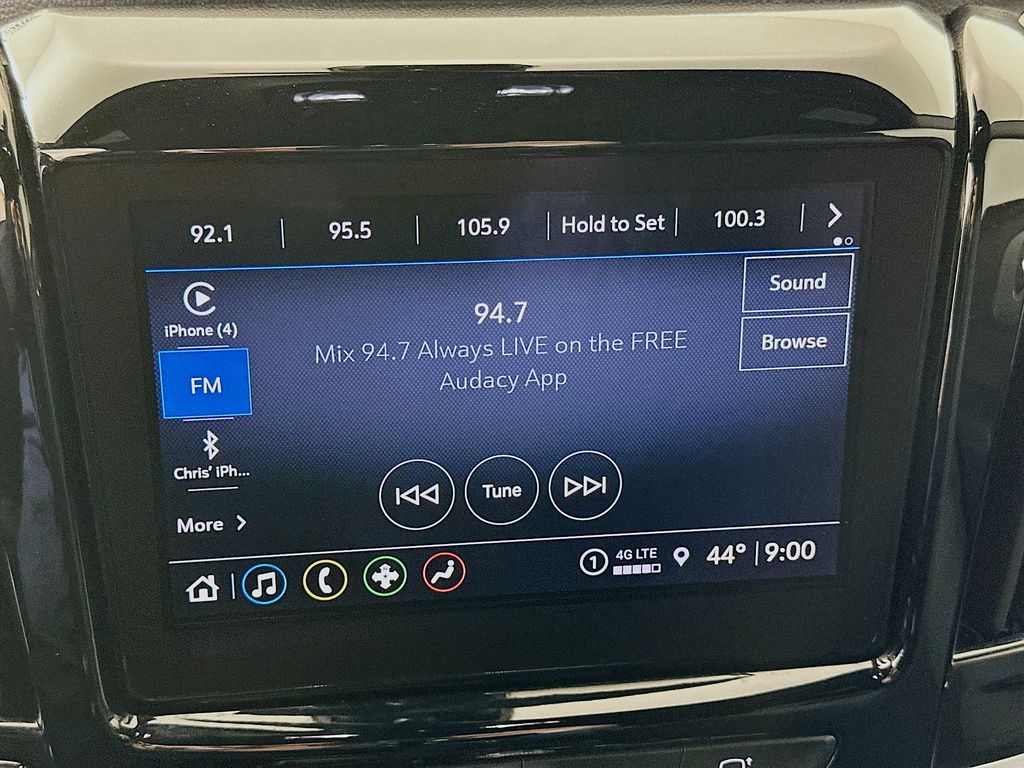 92.1 95.5 105.9 Hold to Set 100.3
Sound
iPhone (4)
94.7
Mix 94.7 Always LIVE on the FREE
Audacy App
Browse
FM
Chris' iPh...
Tune
More
1 4G LTE 44° 9:00